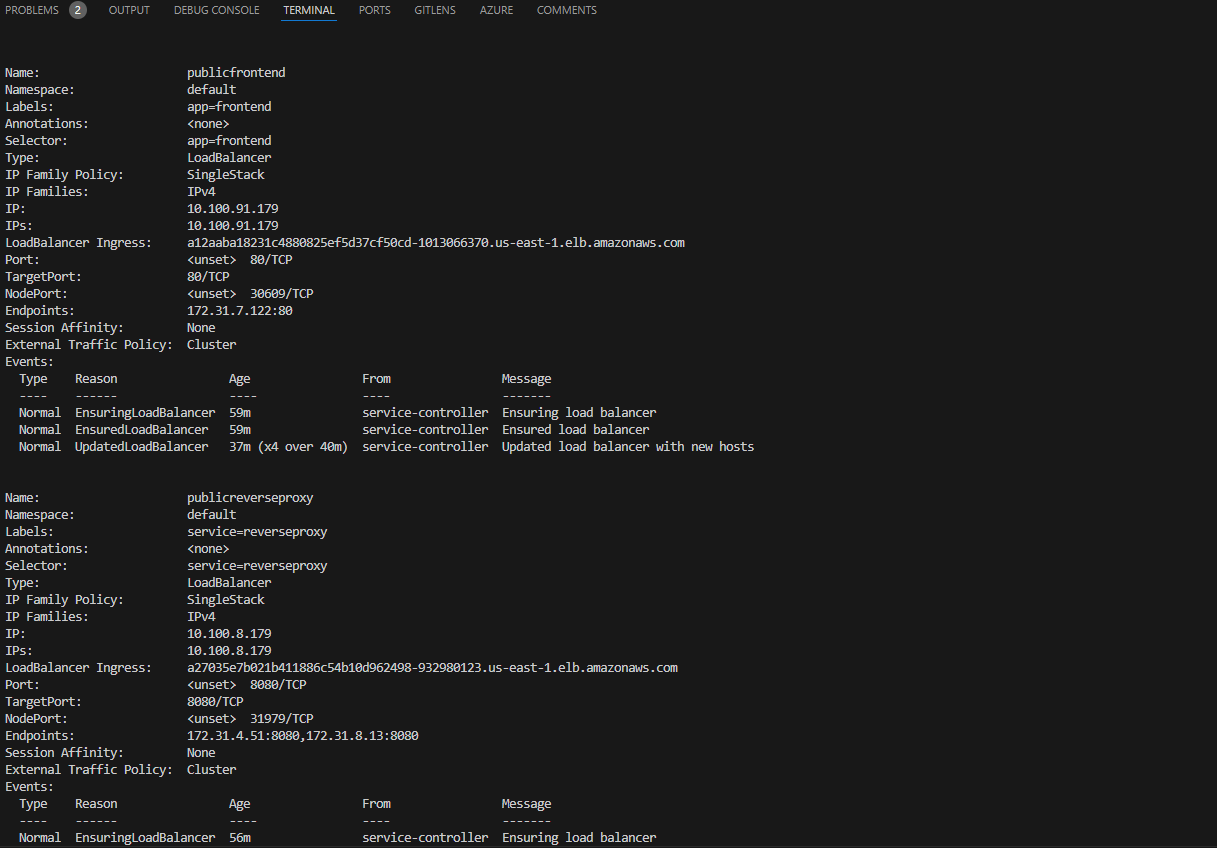 PROBLEMS 2 OUTPUT DEBUG CONSOLE TERMINAL PORTS GITLENS AZURE COMMENTS
Name: publicfrontend
Namespace: default
Labels: app=frontend
Annotations: <none>
Selector: app=frontend
Type: LoadBalancer
IP Family Policy: SingleStack
IP Families: IPv4
IP: 10.100.91.179
IPs: 10.100.91.179
LoadBalancer Ingress: a12aaba18231c4880825ef5d37cf50cd-1013066370.us-east-1.elb.amazonaws.com
Port: <unset> 80/TCP
TargetPort: 80/TCP
NodePort: <unset> 30609/TCP
Endpoints: 172.31.7.122:80
Session Affinity: None
External Traffic Policy: Cluster
Events:
Type Reason Age From Message
---- ------ ---- ---- -------
Normal EnsuringLoadBalancer 59m service-controller Ensuring load balancer
Normal EnsuredLoadBalancer 59m service-controller Ensured load balancer
Normal UpdatedLoadBalancer 37m (x4 over 40m) service-controller Updated load balancer with new hosts
Name: publicreverseproxy
Namespace: default
Labels: service=reverseproxy
Annotations: <none>
Selector: service=reverseproxy
Type: LoadBalancer
IP Family Policy: SingleStack
IP Families: IPv4
IP: 10.100.8.179
IPs: 10.100.8.179
LoadBalancer Ingress: a27035e7b021b411886c54b10d962498-932980123.us-east-1.elb.amazonaws.com
Port: <unset> 8080/TCP
TargetPort: 8080/TCP
NodePort: <unset> 31979/TCP
Endpoints: 172.31.4.51:8080,172.31.8.13:8080
Session Affinity: None
External Traffic Policy: Cluster
Events:
Type Reason Age From Message
---- ------ ---- ---- -------
Normal EnsuringLoadBalancer 56m service-controller Ensuring load balancer